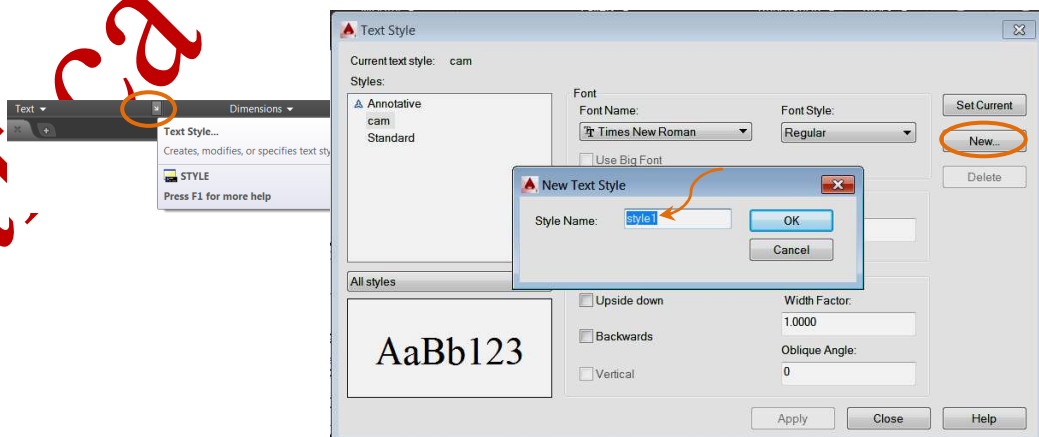 Text Style
Current text style: cam
Styles:
Annotative
cam
Standard
Font
Font Name:
Font Style:
Times New Roman
Regular
Use Big Font
Set Current
New...
Delete
Text
Dimensions
Text Style...
Creates, modifies, or specifies text sty
STYLE
Press F1 for more help
New Text Style
Style Name:
style1
OK
Cancel
All styles
AaBb123
Upside down
Backwards
Vertical
Width Factor:
1.0000
Oblique Angle:
0
Apply
Close
Help